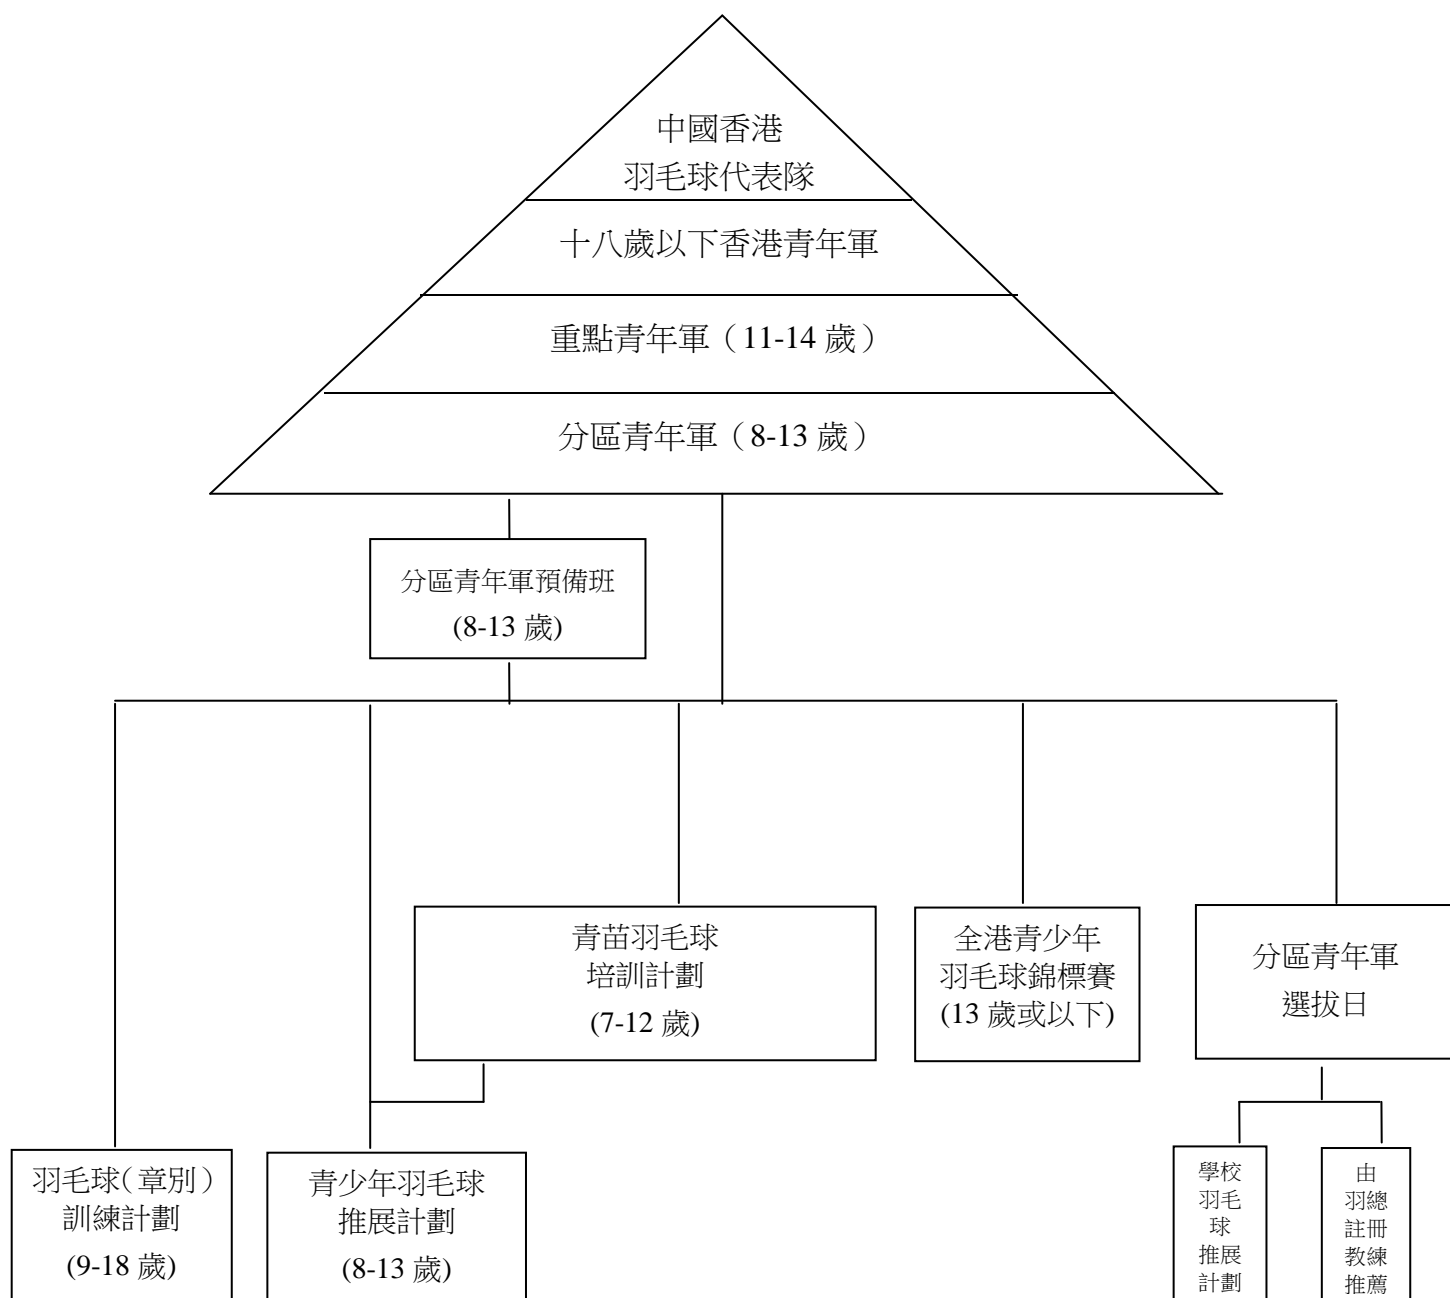 中國香港
羽毛球代表隊
十八歲以下香港青年軍
重點青年軍（11-14 歲）
分區青年軍（8-13 歲）
分區青年軍預備班
(8-13 歲)
青苗羽毛球
培訓計劃
(7-12 歲)
全港青少年
羽毛球錦標賽
(13 歲或以下)
分區青年軍
選拔日
羽毛球（章別）
訓練計劃
(9-18 歲)
青少年羽毛球
推展計劃
(8-13 歲)
學校
羽毛
球
推展
計劃
由
羽總
註冊
教練
推薦